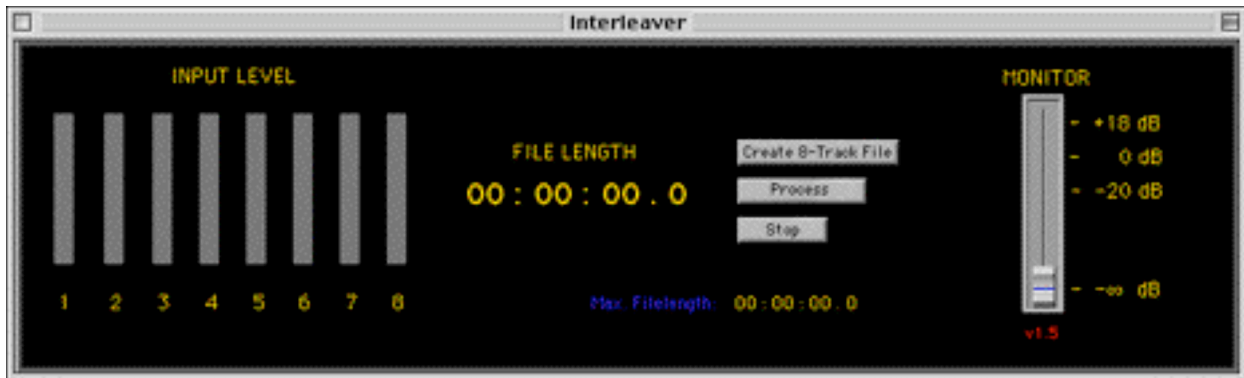 Interleaver
INPUT LEVEL
1 2 3 4 5 6 7 8
FILE LENGTH
00:00:00.0
Create 8-Track File
Process
Stop
Max. Filelength: 00:00:00.0
MONITOR
- +18 dB
- 0 dB
- -20 dB
- -∞ dB
v1.5